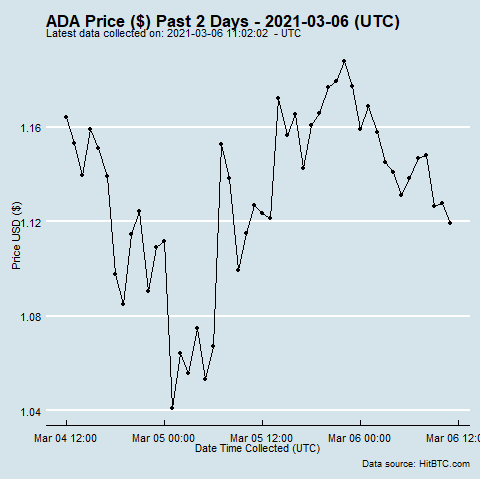 ADA Price ($) Past 2 Days - 2021-03-06 (UTC)
Latest data collected on: 2021-03-06 11:02:02 - UTC
1.16
1.12
1.08
1.04
Price USD ($)
Mar 04 12:00 Mar 05 00:00 Mar 05 12:00 Mar 06 00:00 Mar 06 12:00
Date Time Collected (UTC)
Data source: HitBTC.com